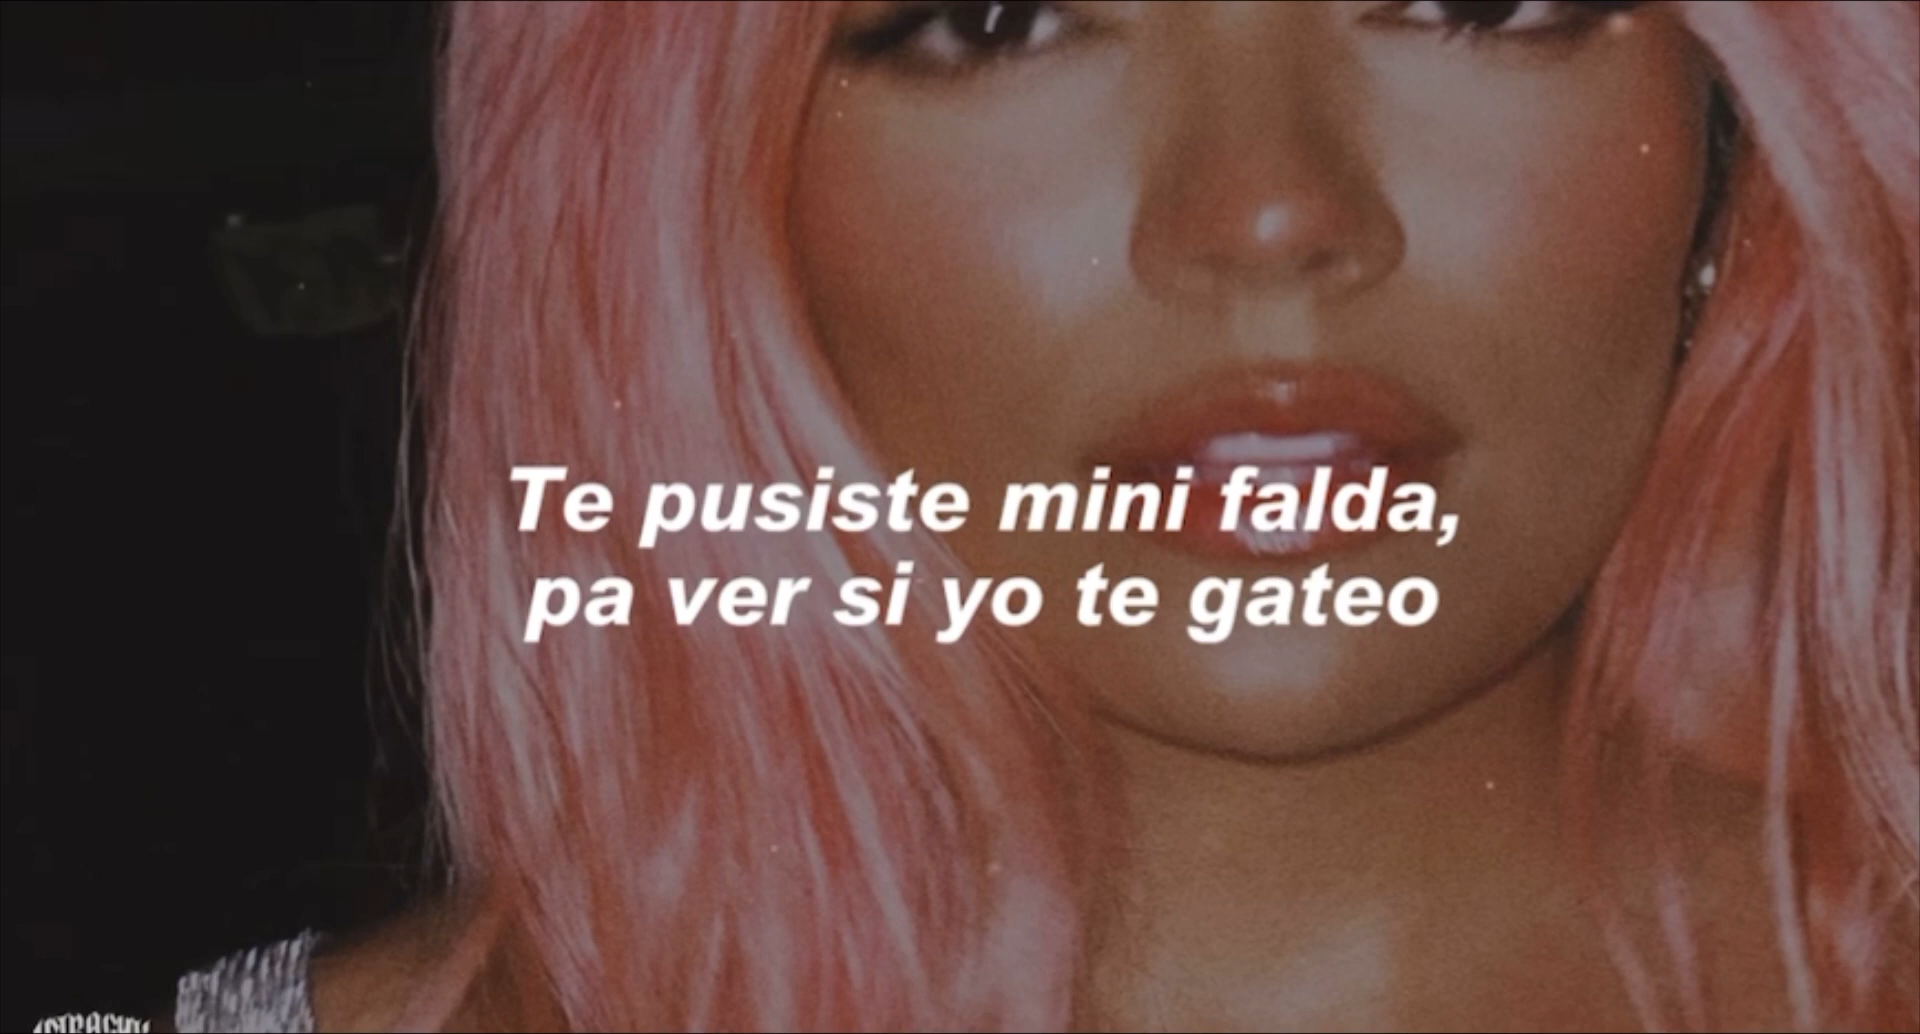 Te pusiste mini falda,
pa ver si yo te gateo